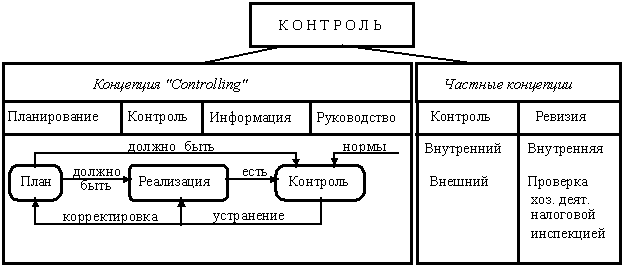 К О Н Т Р О Л Ь
Концепция "Controlling"
Частные концепции
Планирование Контроль Информация Руководство
Контроль Ревизия
должно быть нормы
Внутренний Внутренняя
План должно быть Реализация есть Контроль
Внешний Проверка
хоз. деят.
налоговой
инспекцией
корректировка устранение